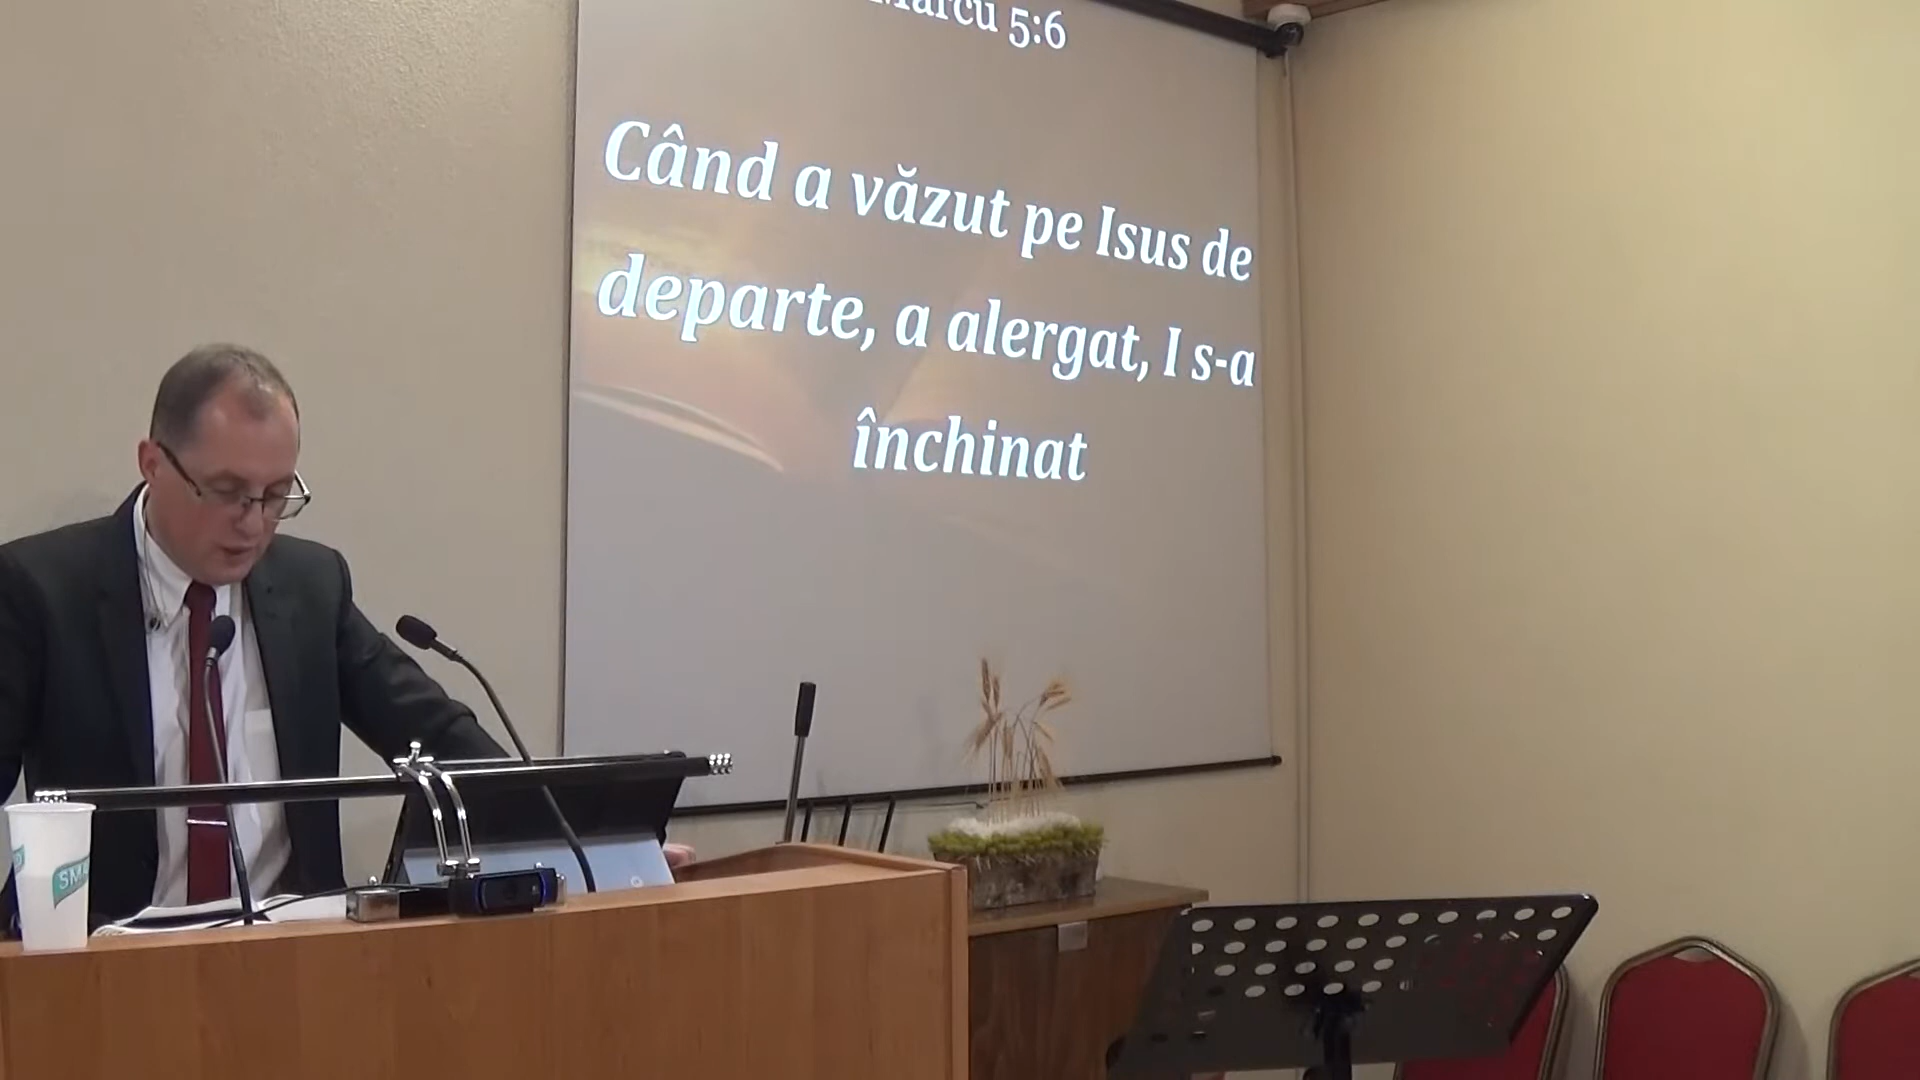 Marcu 5:6
Când a văzut pe Isus de
departe, a alergat, I s-a
închinat